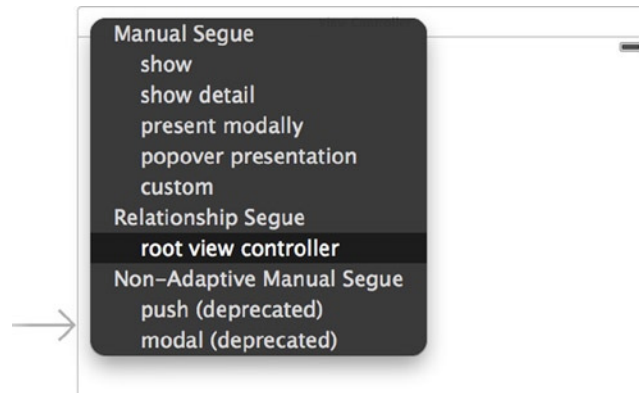 Manual Segue
show
show detail
present modally
popover presentation
custom
Relationship Segue
root view controller
Non-Adaptive Manual Segue
push (deprecated)
modal (deprecated)